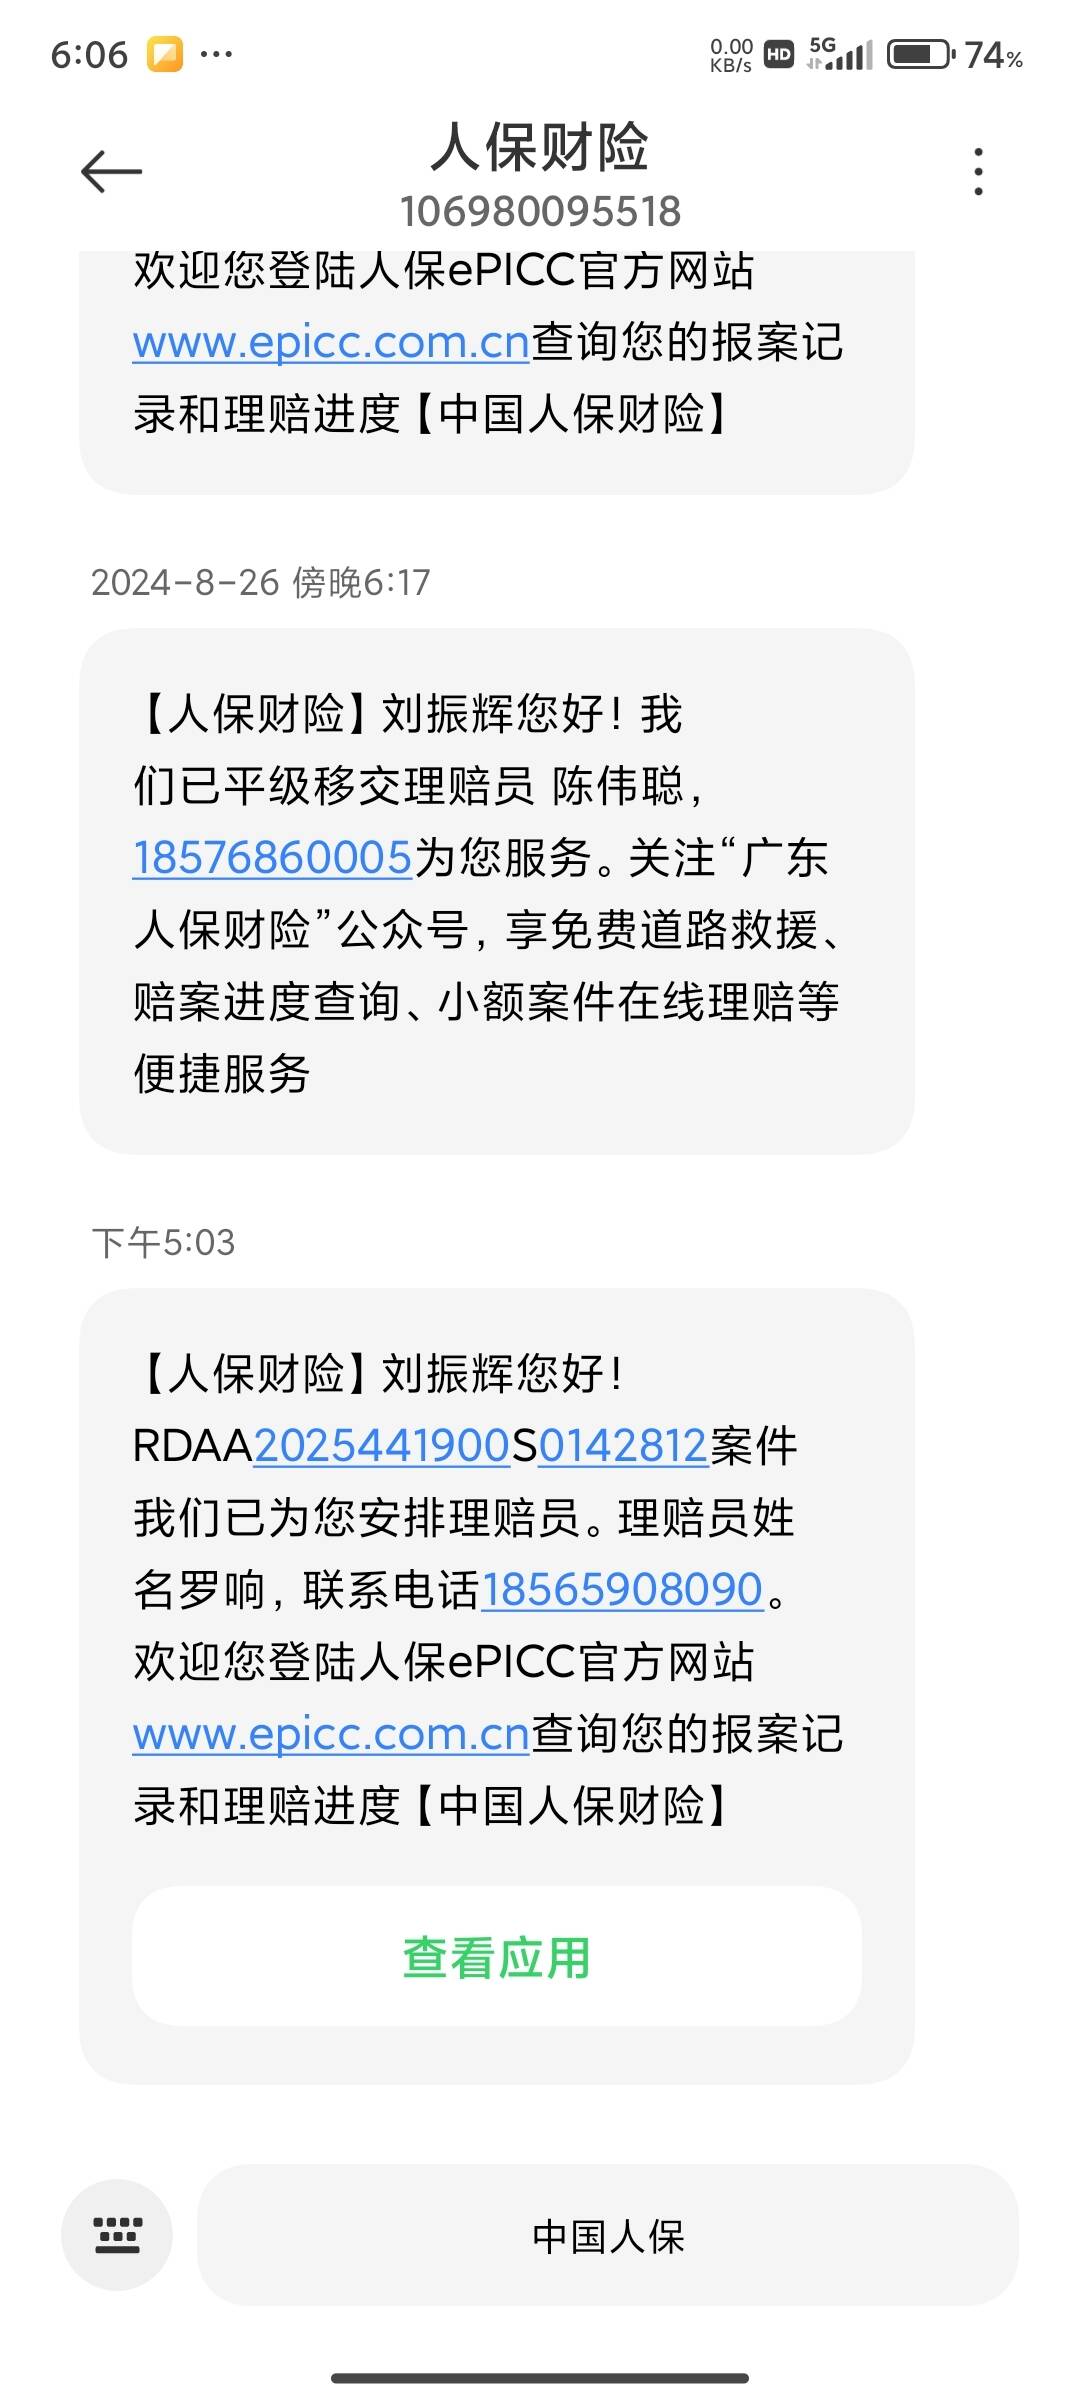 6:06
0.00 KB/s HD 5G 74%
人保财险
106980095518
欢迎您登陆人保ePICC官方网站
www.epicc.com.cn查询您的报案记
录和理赔进度【中国人保财险】
2024-8-26 傍晚6:17
【人保财险】刘振辉您好！我
们已平级移交理赔员 陈伟聪，
18576860005为您服务。关注“广东
人保财险”公众号，享免费道路救援、
赔案进度查询、小额案件在线理赔等
便捷服务
下午5:03
【人保财险】刘振辉您好！
RDAA2025441900S0142812案件
我们已为您安排理赔员。理赔员姓
名罗响，联系电话18565908090。
欢迎您登陆人保ePICC官方网站
www.epicc.com.cn查询您的报案记
录和理赔进度【中国人保财险】
查看应用
中国人保